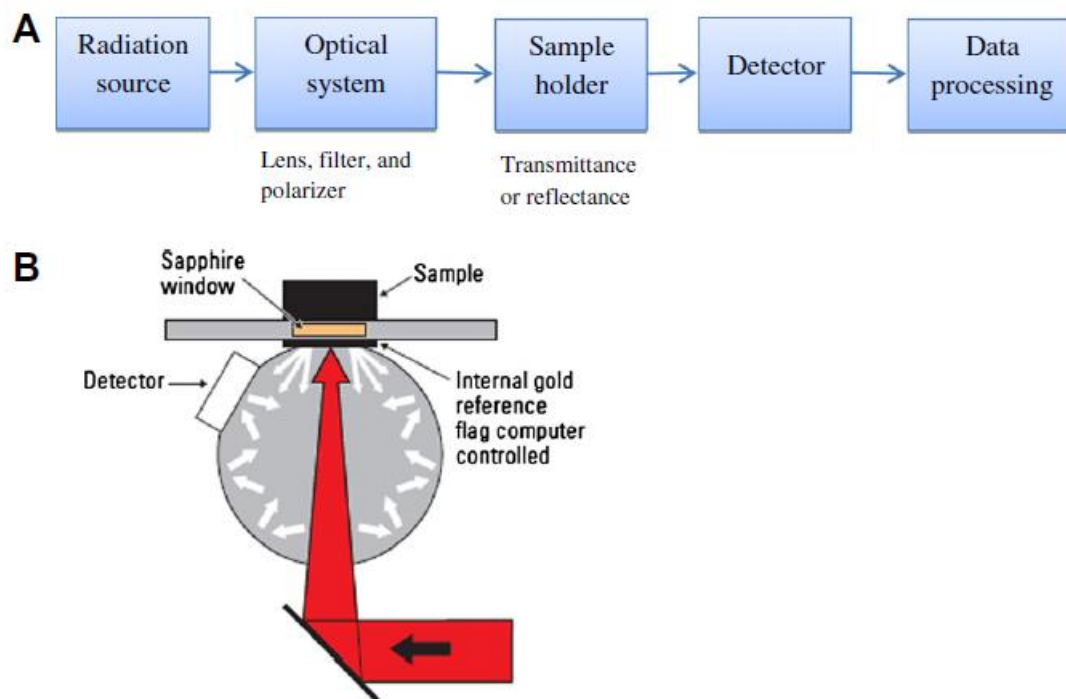 A
Radiation
source
Optical
system
Sample
holder
Detector
Data
processing
Lens, filter, and
polarizer
Transmittance
or reflectance
B
Sapphire
window
Sample
Detector
Internal gold
reference
flag computer
controlled